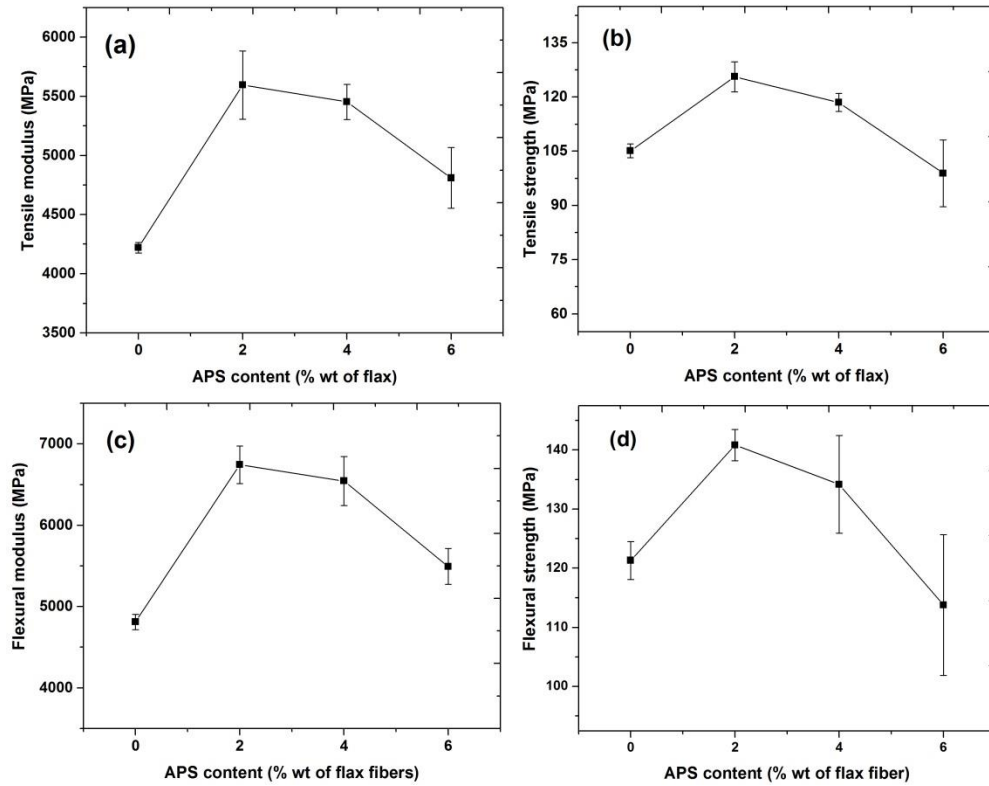 (a)
Tensile modulus (MPa)
6000
5500
5000
4500
4000
3500
0 2 4 6
APS content (% wt of flax)
(b)
Tensile strength (MPa)
135
120
105
90
75
60
0 2 4 6
APS content (% wt of flax)
(c)
Flexural modulus (MPa)
7000
6000
5000
4000
0 2 4 6
APS content (% wt of flax fibers)
(d)
Flexural strength (MPa)
140
130
120
110
100
0 2 4 6
APS content (% wt of flax fiber)